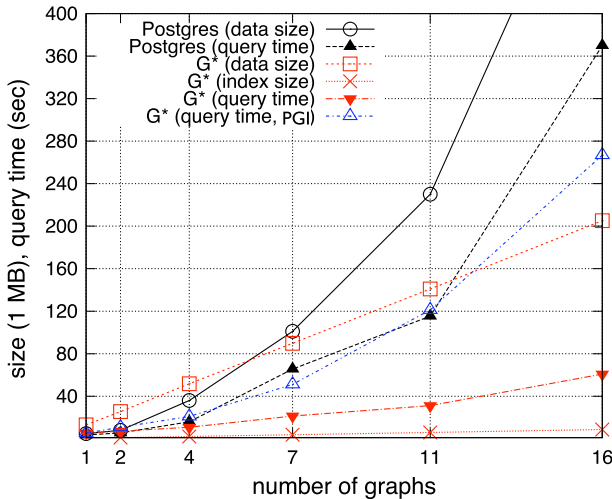 400
360
320
280
240
200
160
120
80
40
size (1 MB), query time (sec)
Postgres (data size)
Postgres (query time)
G* (data size)
G* (index size)
G* (query time)
G* (query time, PGI)
1 2 4 7 11 16
number of graphs